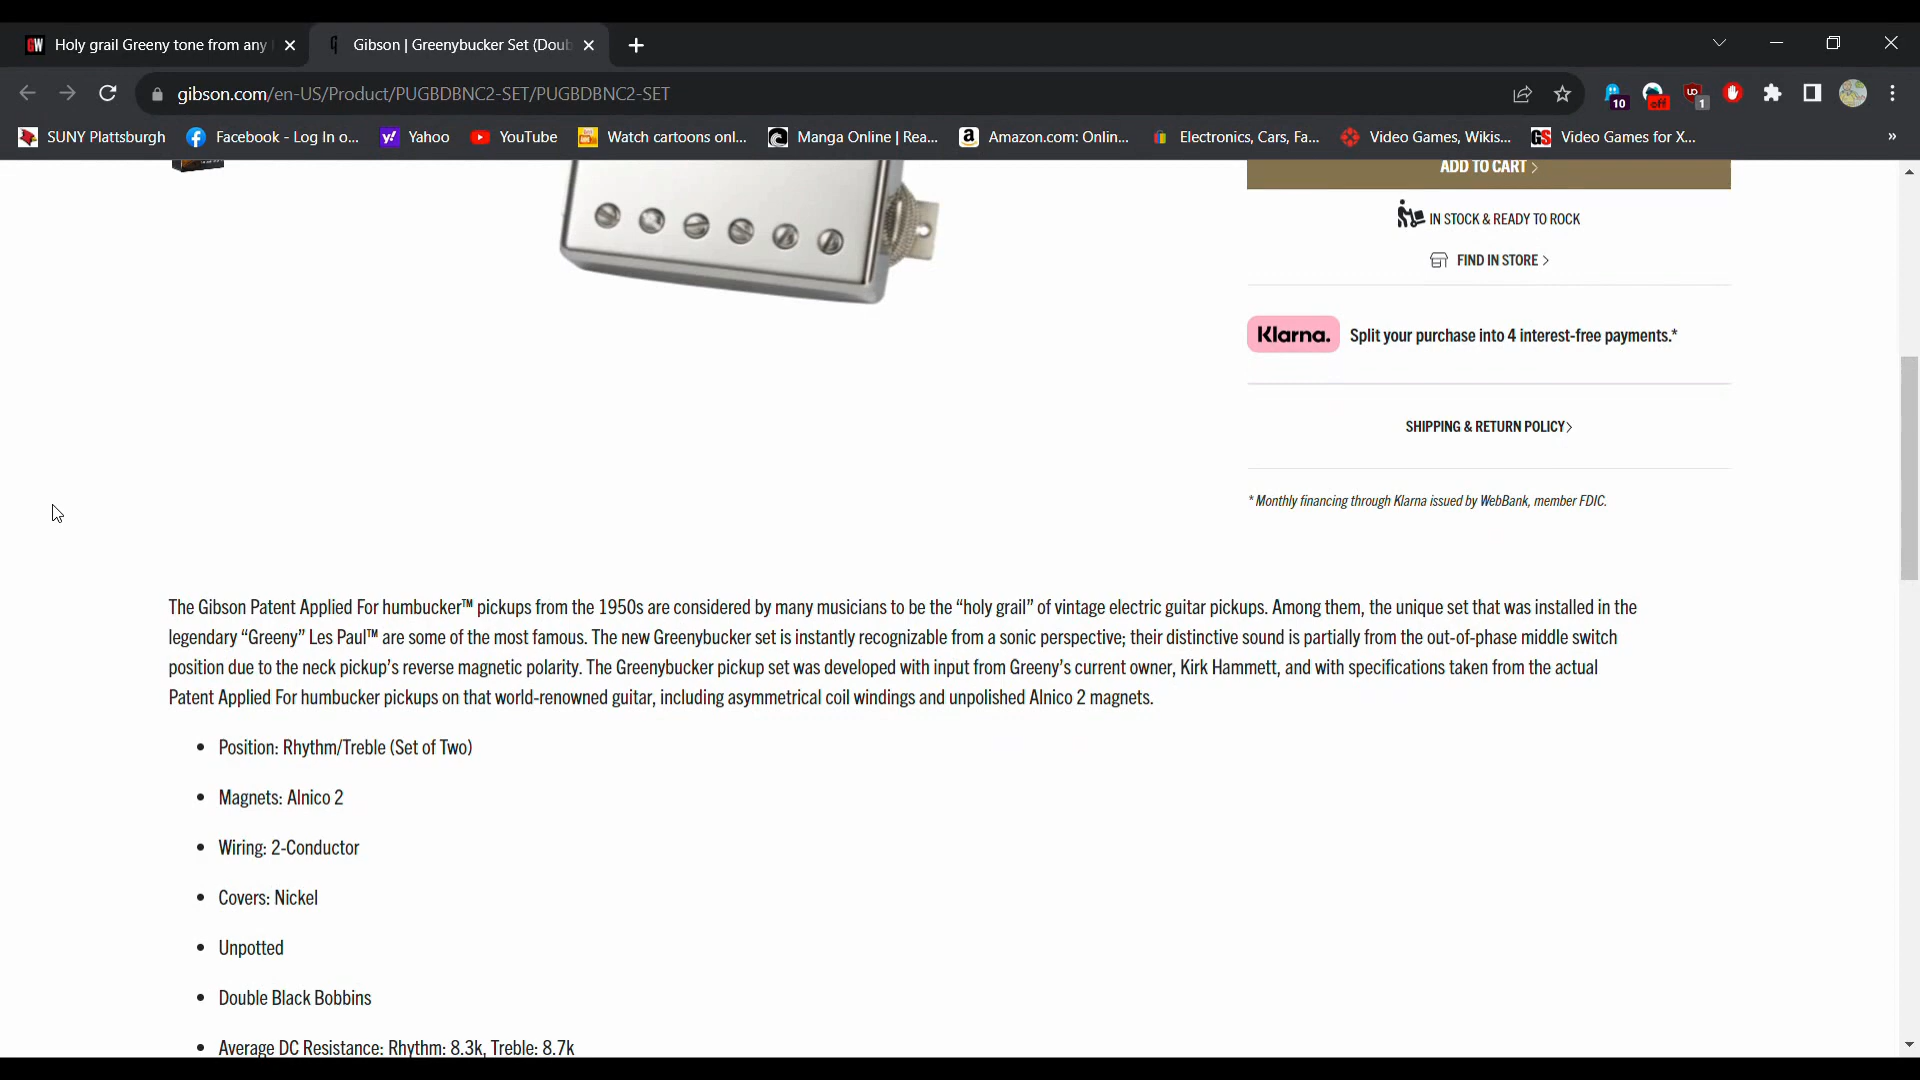 Holy grail Greeny tone from any
Gibson | Greenybucker Set (Doub
gibson.com/en-US/Product/PUGBDBNC2-SET/PUGBDBNC2-SET
10
off
1
SUNY Plattsburgh
Facebook - Log In o...
Yahoo
YouTube
Watch cartoons onl...
Manga Online | Rea...
Amazon.com: Onlin...
Electronics, Cars, Fa...
Video Games, Wikis...
Video Games for X...
»
ADD TO CART >
IN STOCK & READY TO ROCK
FIND IN STORE >
Klarna. Split your purchase into 4 interest-free payments.*
SHIPPING & RETURN POLICY>
* Monthly financing through Klarna issued by WebBank, member FDIC.
The Gibson Patent Applied For humbucker™ pickups from the 1950s are considered by many musicians to be the “holy grail” of vintage electric guitar pickups. Among them, the unique set that was installed in the
legendary “Greeny” Les Paul™ are some of the most famous. The new Greenybucker set is instantly recognizable from a sonic perspective; their distinctive sound is partially from the out-of-phase middle switch
position due to the neck pickup’s reverse magnetic polarity. The Greenybucker pickup set was developed with input from Greeny’s current owner, Kirk Hammett, and with specifications taken from the actual
Patent Applied For humbucker pickups on that world-renowned guitar, including asymmetrical coil windings and unpolished Alnico 2 magnets.
• Position: Rhythm/Treble (Set of Two)
• Magnets: Alnico 2
• Wiring: 2-Conductor
• Covers: Nickel
• Unpotted
• Double Black Bobbins
• Average DC Resistance: Rhythm: 8.3k, Treble: 8.7k